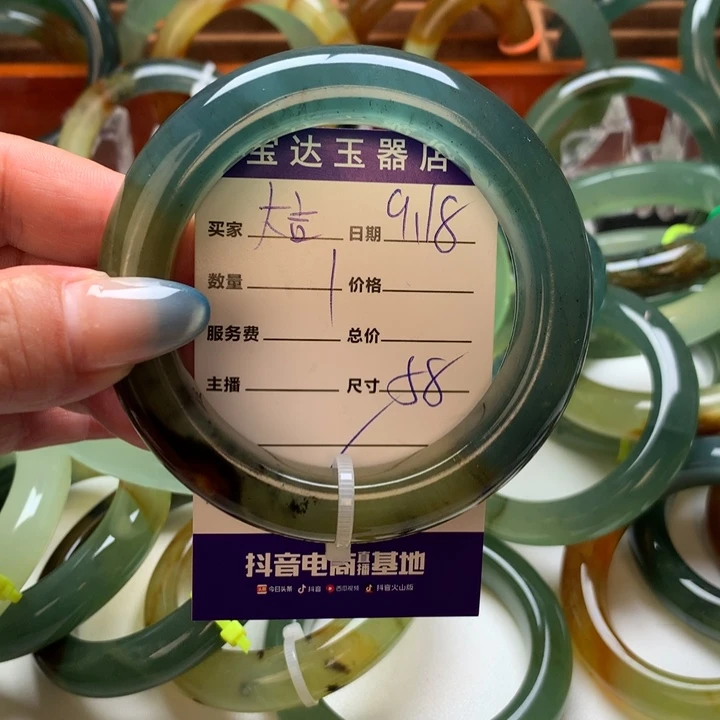 宝达玉器店
买家 大吉 日期 9.18
数量 1 价格
服务费 总价
主播 尺寸 58
抖音电商直播基地
今日头条 抖音 西瓜视频 抖音火山版